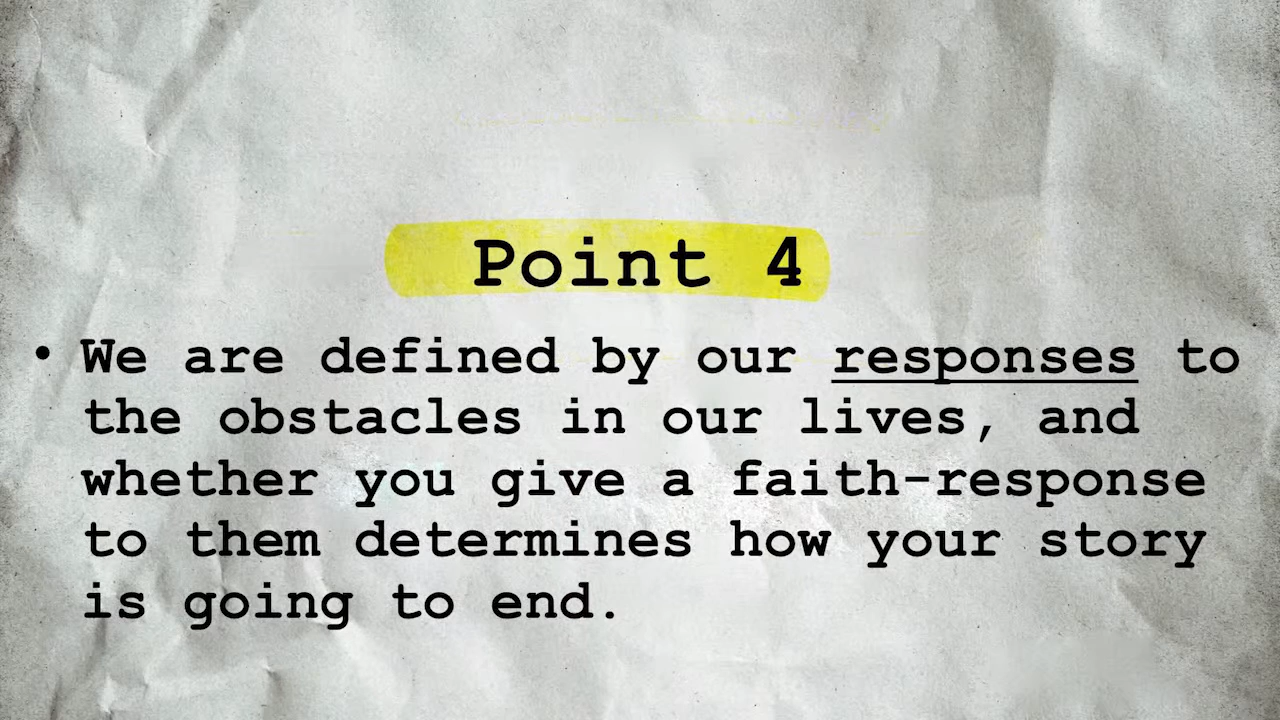 Point 4
• We are defined by our responses to
the obstacles in our lives, and
whether you give a faith-response
to them determines how your story
is going to end.